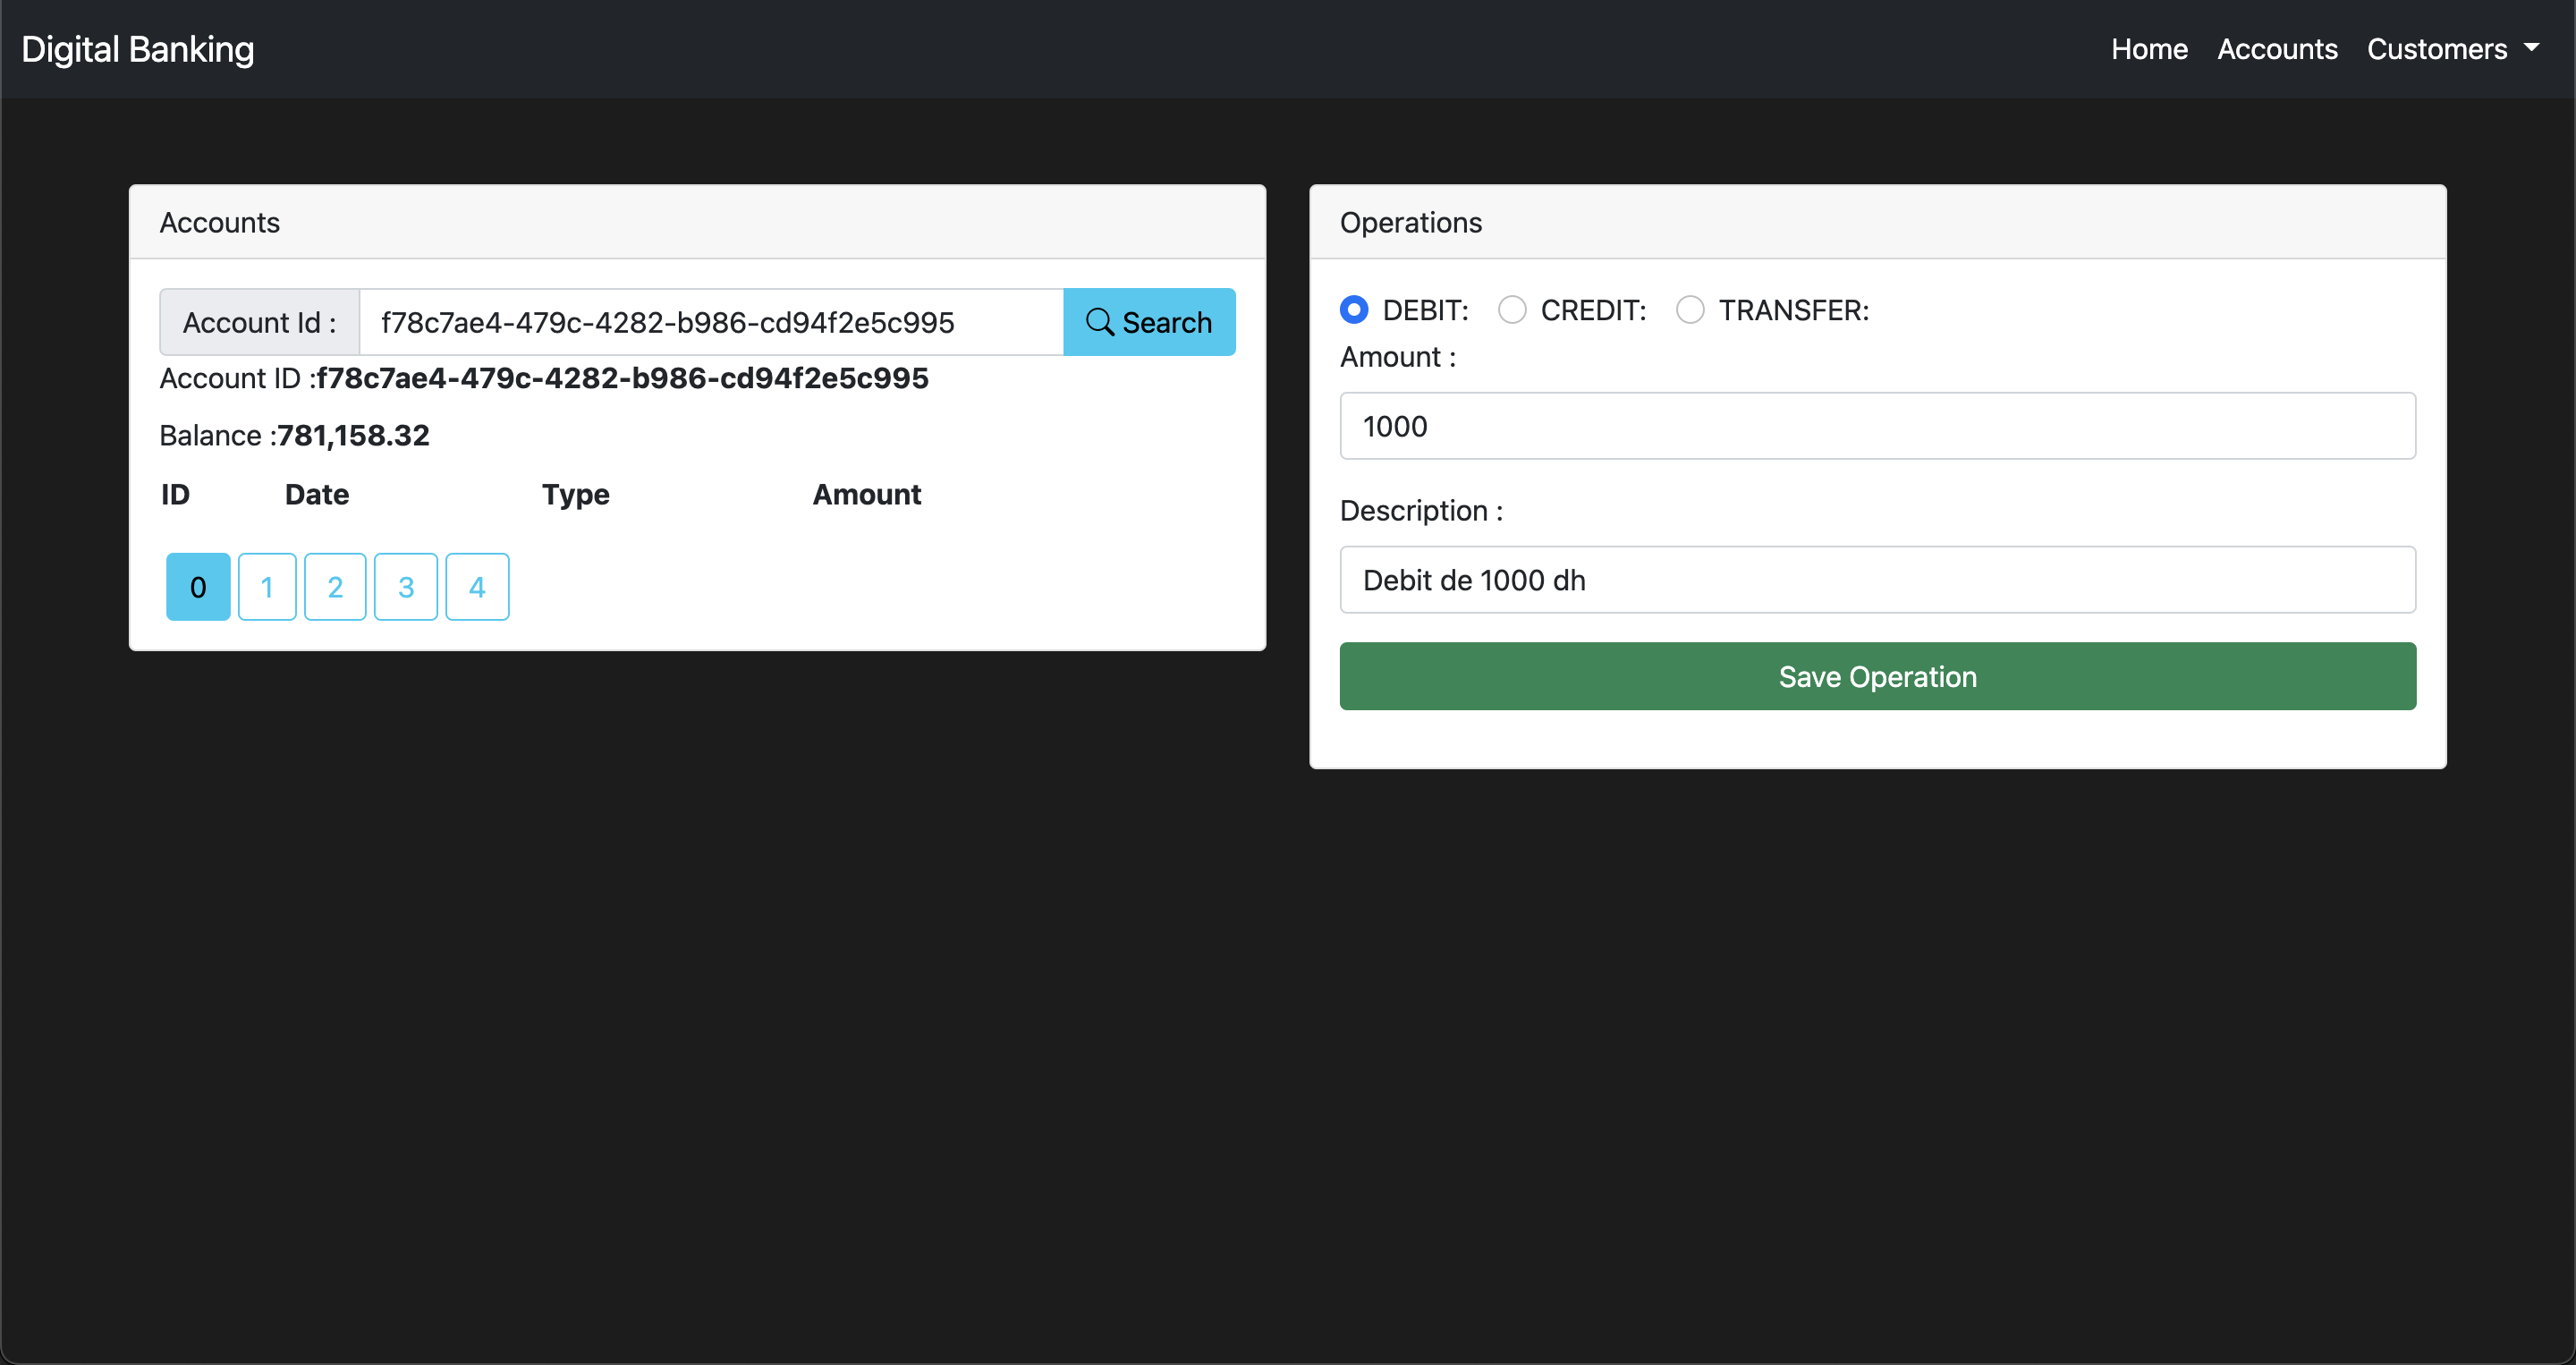 Digital Banking
Home Accounts Customers
Accounts
Account Id : f78c7ae4-479c-4282-b986-cd94f2e5c995 Search
Account ID :f78c7ae4-479c-4282-b986-cd94f2e5c995
Balance :781,158.32
ID Date Type Amount
0 1 2 3 4
Operations
DEBIT: CREDIT: TRANSFER:
Amount :
1000
Description :
Debit de 1000 dh
Save Operation